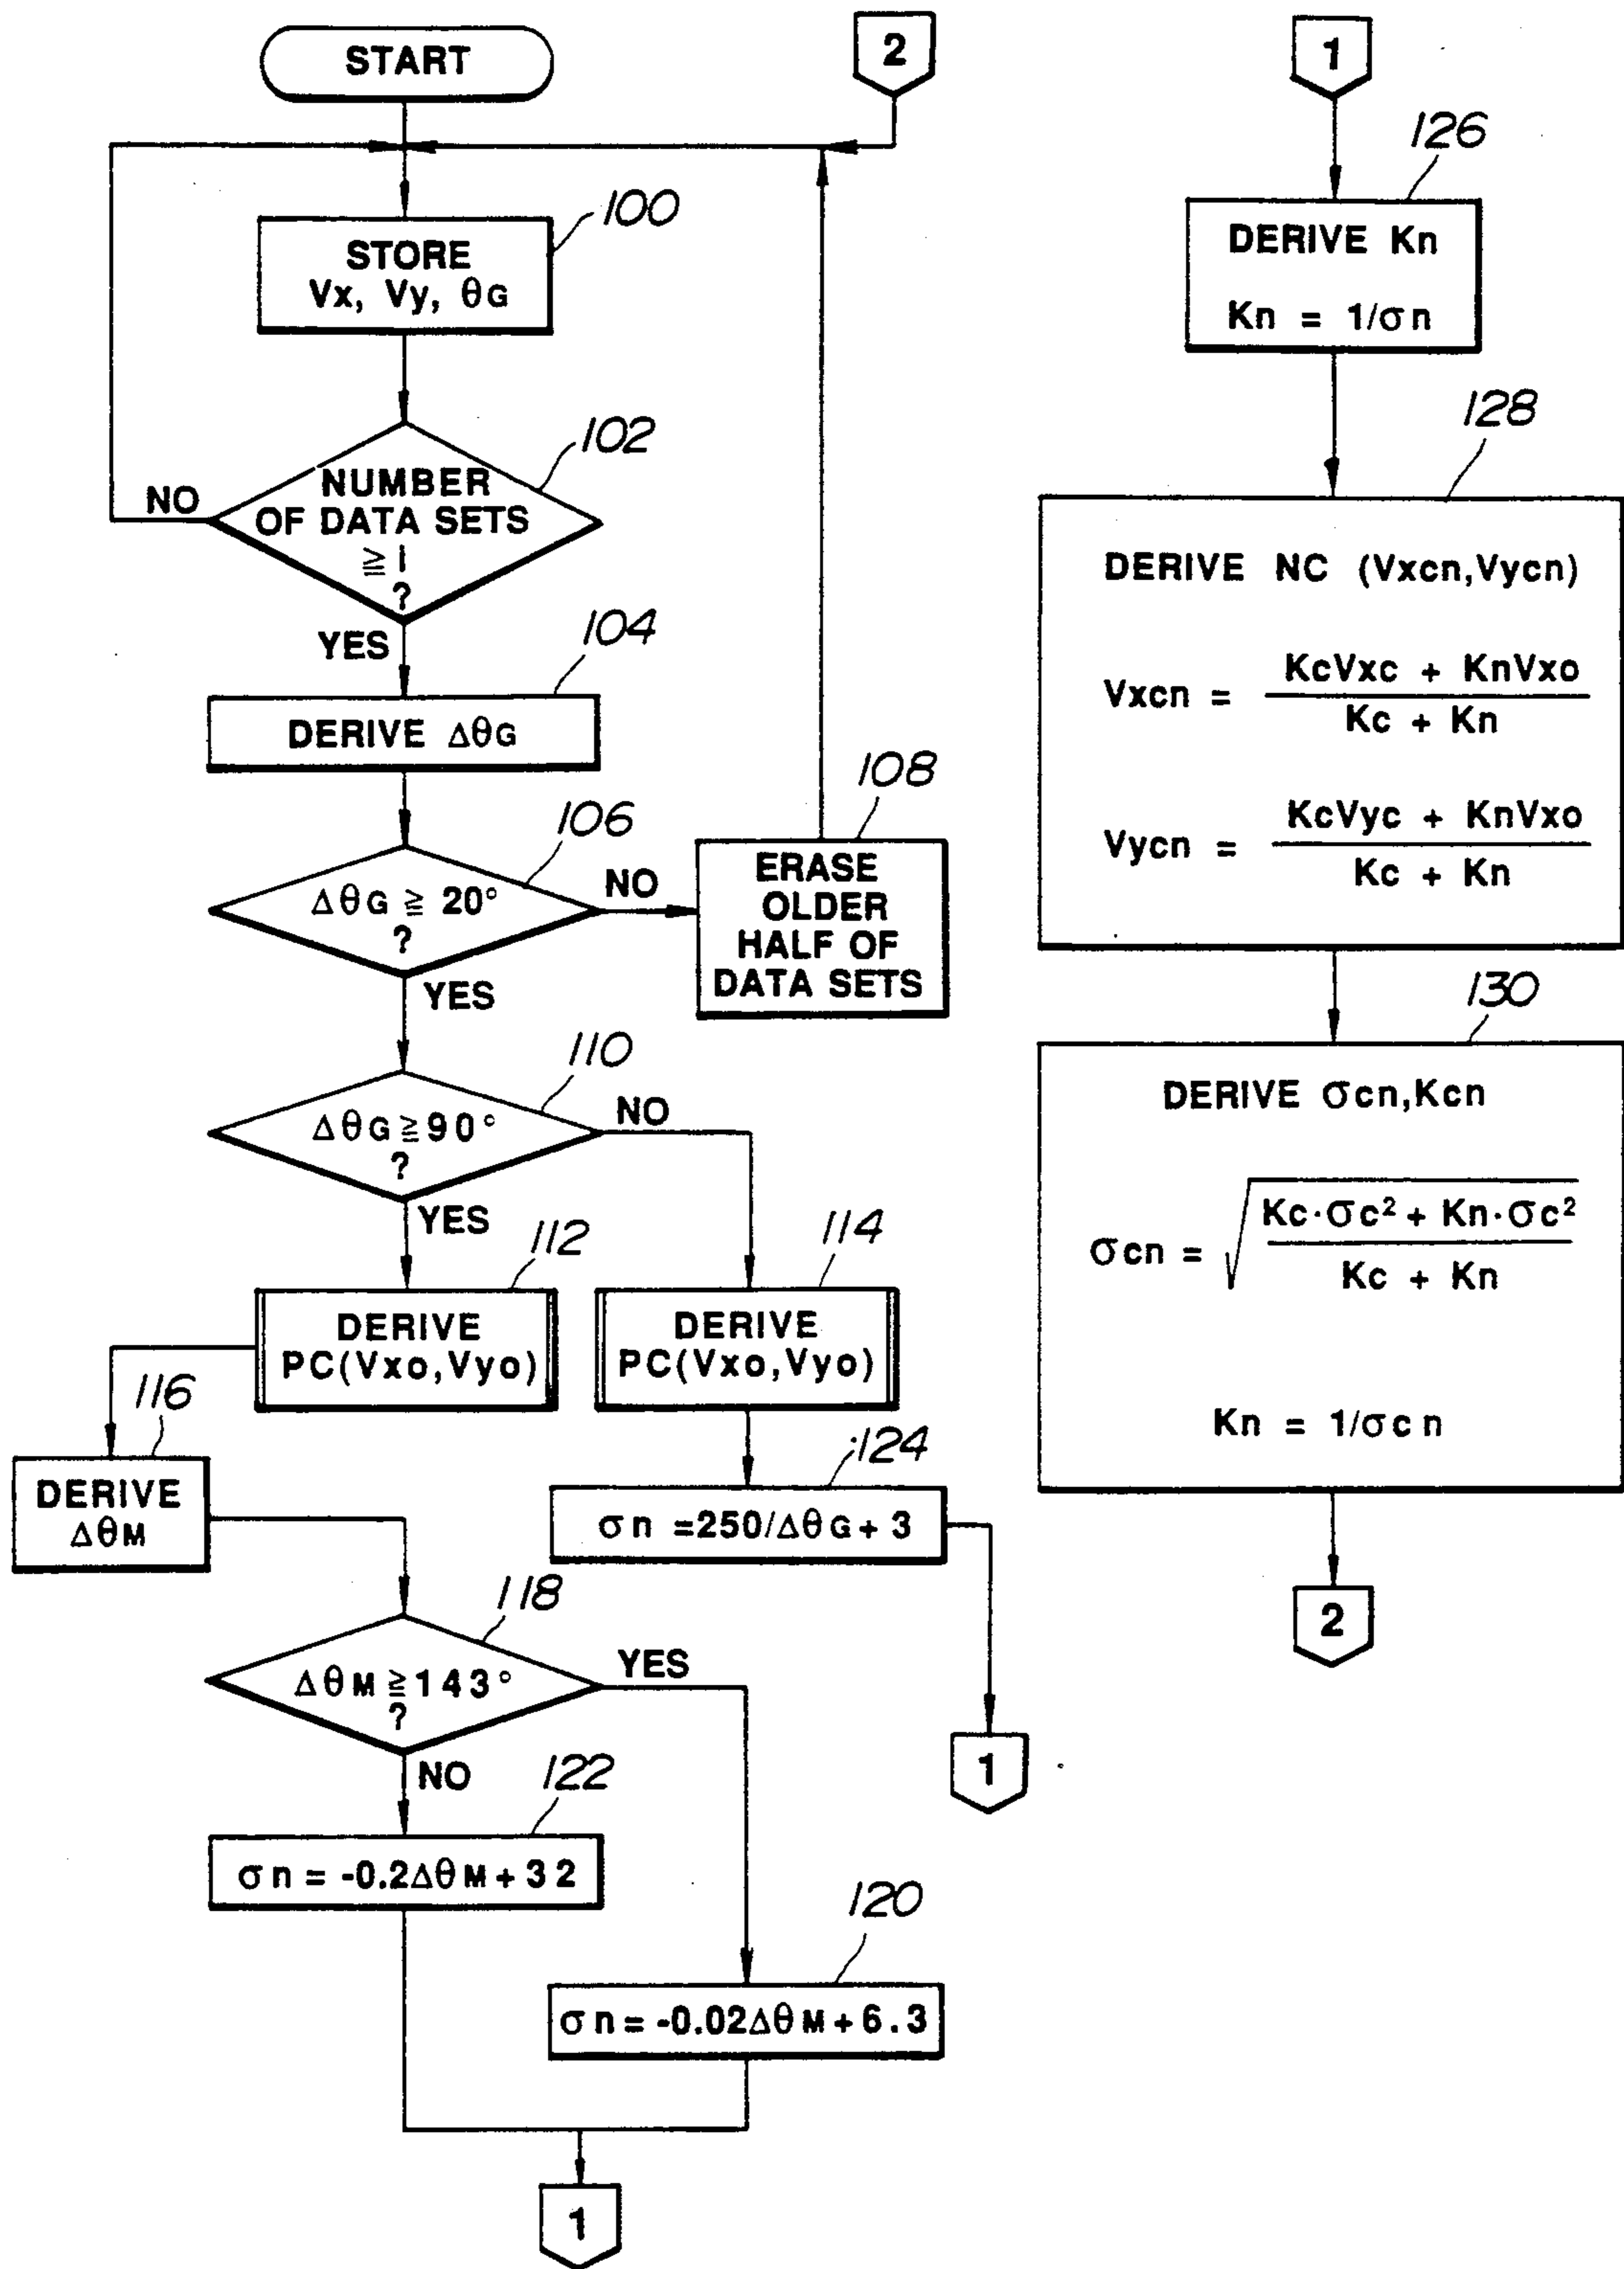 START
2
100
STORE
Vx, Vy, θG
102
NUMBER
OF DATA SETS
≧ I
?
NO
YES
104
DERIVE ΔθG
106
ΔθG ≧ 20°
?
NO
YES
108
ERASE
OLDER
HALF OF
DATA SETS
110
ΔθG ≧ 90°
?
NO
YES
112
DERIVE
PC(Vxo, Vyo)
114
DERIVE
PC(Vxo, Vyo)
116
DERIVE
ΔθM
124
σn =250/ΔθG + 3
118
ΔθM ≧ 143°
?
YES
NO
1
122
σn = -0.2ΔθM + 32
120
σn = -0.02ΔθM + 6.3
1
1
126
DERIVE Kn
Kn = 1/σn
128
DERIVE NC (Vxcn,Vycn)
KcVxc + KnVxo
Vxcn =
Kc + Kn
KcVyc + KnVxo
Vycn =
Kc + Kn
130
DERIVE σcn,Kcn
Kc·σc² + Kn·σc²
σcn = √
Kc + Kn
Kn = 1/σcn
2